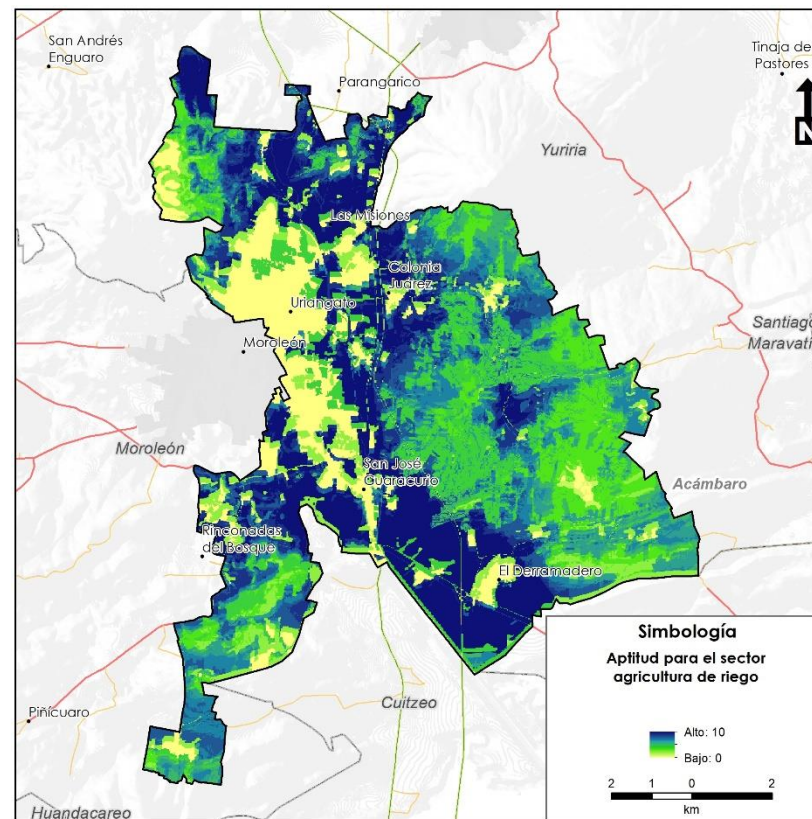 San Andrés
Enguaro
Parangarico
Tinaja de
Pastores
N
Yuriria
Las Misiones
Colonia
Juárez
Uriangato
Moroleón
Santiago
Maravatí
Moroleón
San José
Cuaracurio
Acámbaro
Rinconadas
del Bosque
El Derramadero
Simbología
Aptitud para el sector
agricultura de riego
Alto: 10
Bajo: 0
2 1 0 2
km
Cuitzeo
Piñícuaro
Huandacareo